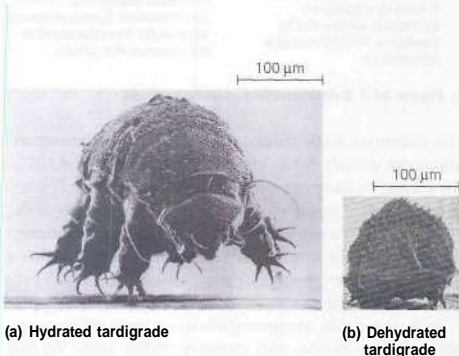 100 µm
100 µm
(a) Hydrated tardigrade
(b) Dehydrated
tardigrade